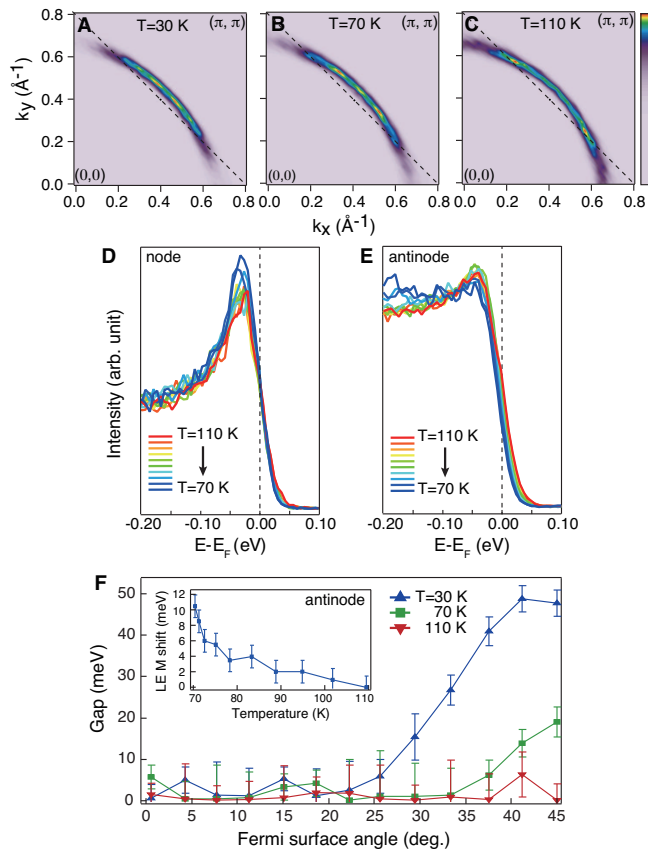 A T=30 K (π, π)
B T=70 K (π, π)
C T=110 K (π, π)
ky (Å-1)
0.8
0.6
0.4
0.2
0.0
(0,0)
(0,0)
(0,0)
0.0 0.2 0.4 0.6 0.8
0.0 0.2 0.4 0.6 0.8
0.0 0.2 0.4 0.6 0.8
kx (Å-1)
D node
E antinode
Intensity (arb. unit)
T=110 K
T=70 K
T=110 K
T=70 K
-0.20 -0.10 0.00 0.10
-0.20 -0.10 0.00 0.10
E-EF (eV)
E-EF (eV)
F
Gap (meV)
50
40
30
20
10
0
LE M shift (meV)
12
10
8
6
4
2
0
antinode
70 80 90 100 110
Temperature (K)
T=30 K
70 K
110 K
0 5 10 15 20 25 30 35 40 45
Fermi surface angle (deg.)